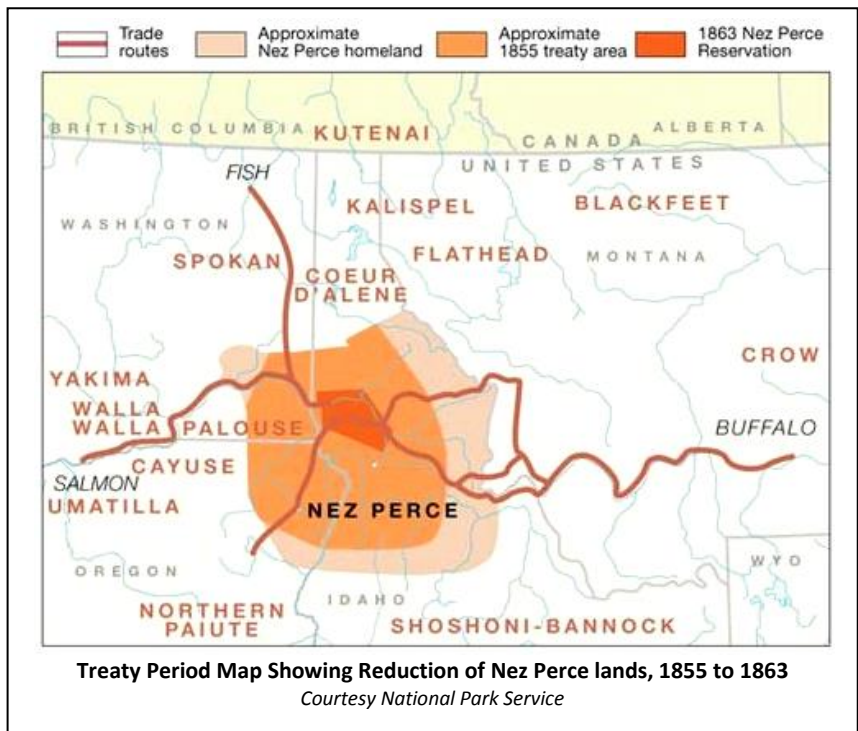 Trade
routes
Approximate
Nez Perce homeland
Approximate
1855 treaty area
1863 Nez Perce
Reservation
BRITISH COLUMBIA
KUTENAI
CANADA
ALBERTA
UNITED STATES
FISH
KALISPEL
BLACKFEET
WASHINGTON
SPOKAN
FLATHEAD
MONTANA
COEUR
D'ALENE
CROW
YAKIMA
WALLA
WALLA
PALOUSE
BUFFALO
CAYUSE
SALMON
UMATILLA
NEZ PERCE
OREGON
WYO
IDAHO
NORTHERN
PAIUTE
SHOSHONI-BANNOCK
Treaty Period Map Showing Reduction of Nez Perce lands, 1855 to 1863
Courtesy National Park Service